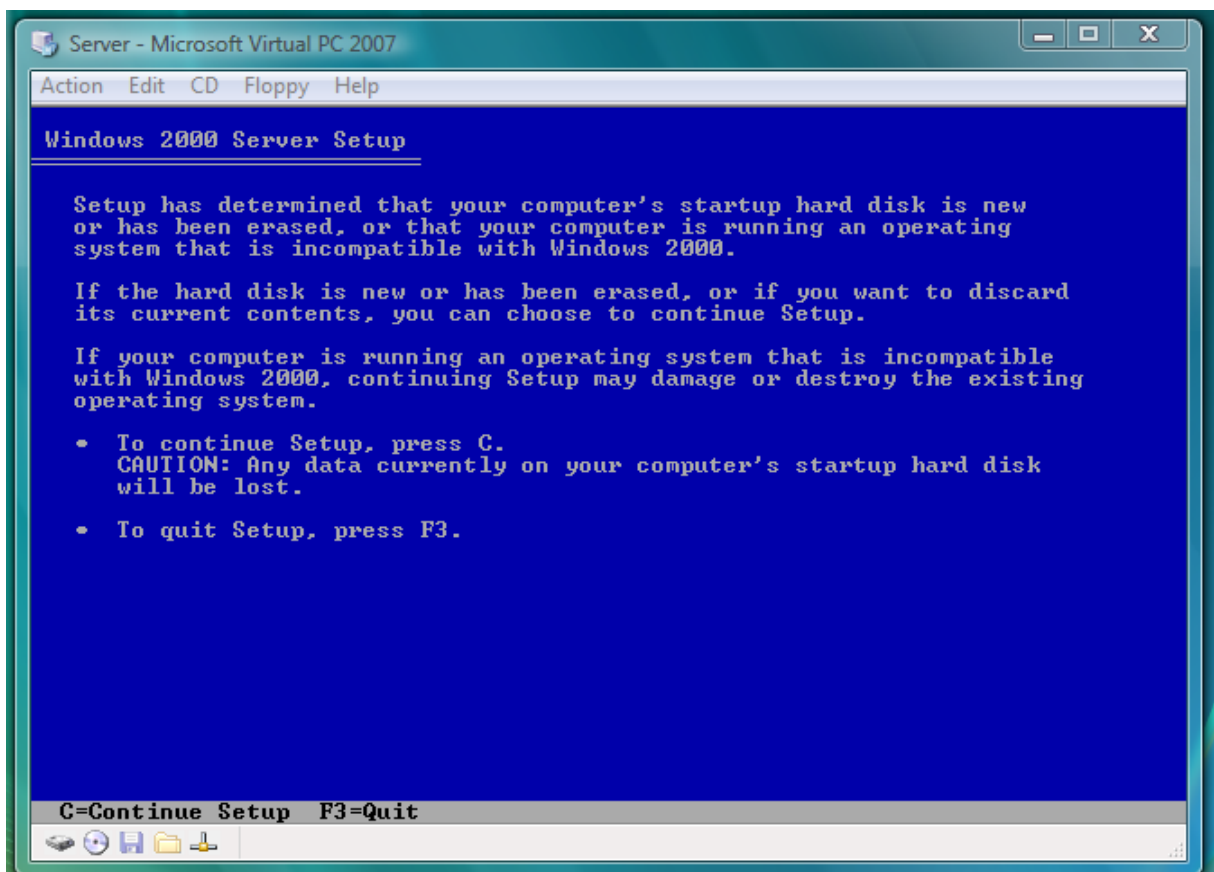 Server - Microsoft Virtual PC 2007
Action Edit CD Floppy Help
Windows 2000 Server Setup
Setup has determined that your computer's startup hard disk is new
or has been erased, or that your computer is running an operating
system that is incompatible with Windows 2000.
If the hard disk is new or has been erased, or if you want to discard
its current contents, you can choose to continue Setup.
If your computer is running an operating system that is incompatible
with Windows 2000, continuing Setup may damage or destroy the existing
operating system.
• To continue Setup, press C.
CAUTION: Any data currently on your computer's startup hard disk
will be lost.
• To quit Setup, press F3.
C=Continue Setup F3=Quit